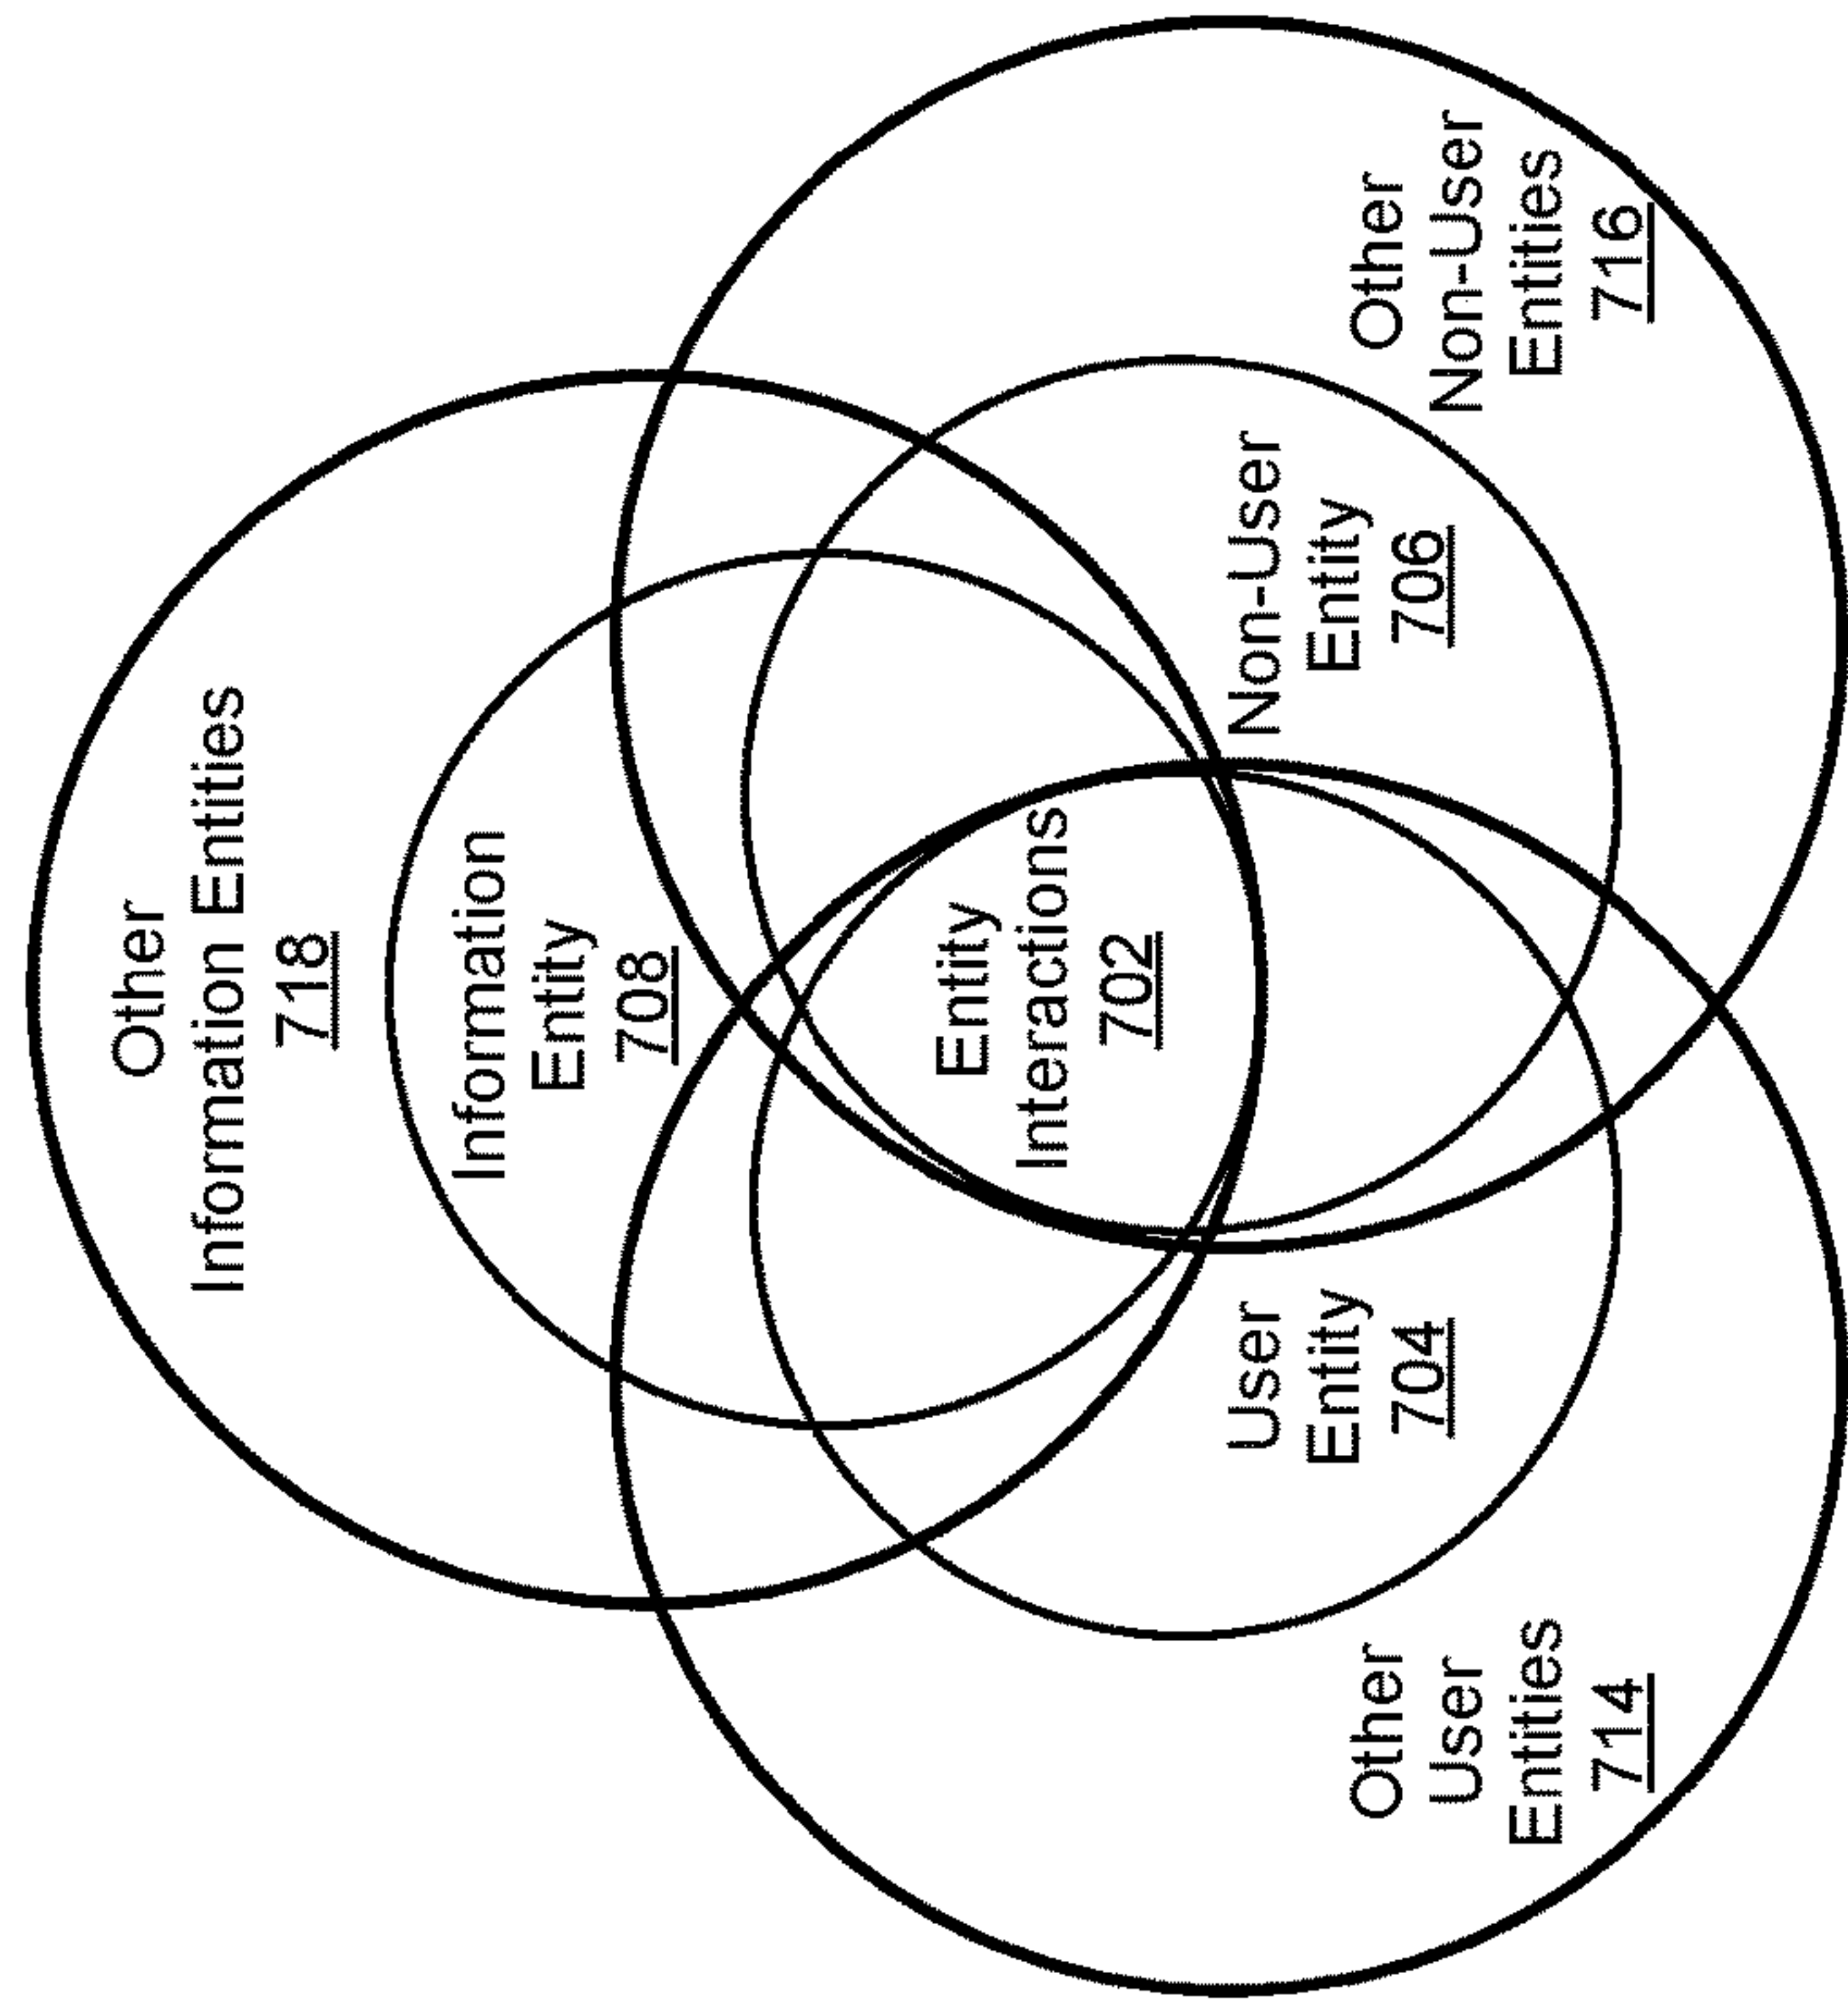 Other
Information Entities
718
Information
Entity
708
Entity
Interactions
702
User
Entity
704
Non-User
Entity
706
Other
User
Entities
714
Other
Non-User
Entities
716